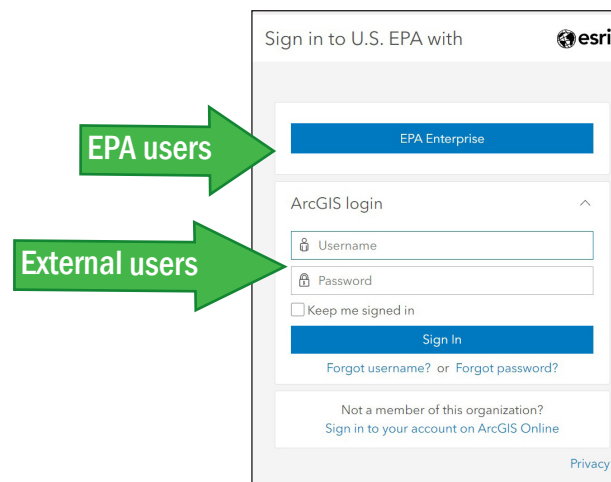 Sign in to U.S. EPA with
esri
EPA users
EPA Enterprise
ArcGIS login
External users
Username
Password
Keep me signed in
Sign In
Forgot username? or Forgot password?
Not a member of this organization?
Sign in to your account on ArcGIS Online
Privacy